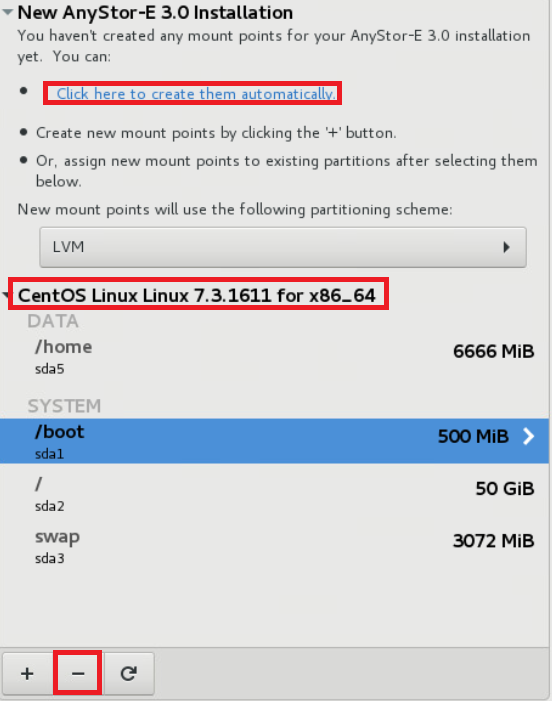 New AnyStor-E 3.0 Installation
You haven't created any mount points for your AnyStor-E 3.0 installation
yet.  You can:
Click here to create them automatically.
Create new mount points by clicking the '+' button.
Or, assign new mount points to existing partitions after selecting them
below.
New mount points will use the following partitioning scheme:
LVM
CentOS Linux Linux 7.3.1611 for x86_64
DATA
/home 6666 MiB
sda5
SYSTEM
/boot 500 MiB
sda1
/ 50 GiB
sda2
swap 3072 MiB
sda3
+ −